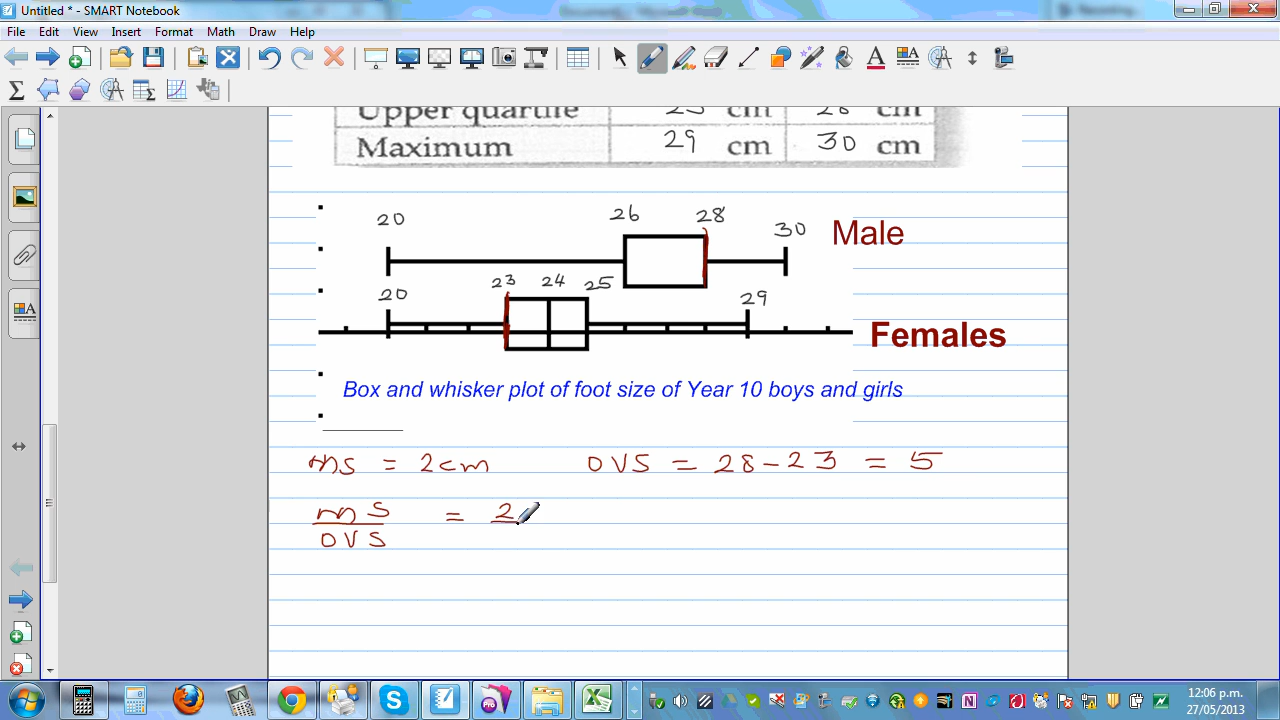 Untitled * - SMART Notebook
File Edit View Insert Format Math Draw Help
Upper quartile 25 cm 28 cm
Maximum 29 cm 30 cm
20 26 28 30 Male
20 23 24 25 29 Females
Box and whisker plot of foot size of Year 10 boys and girls
ms = 2cm OVS = 28-23 = 5
ms = 2
OVS
12:06 p.m.
27/05/2013